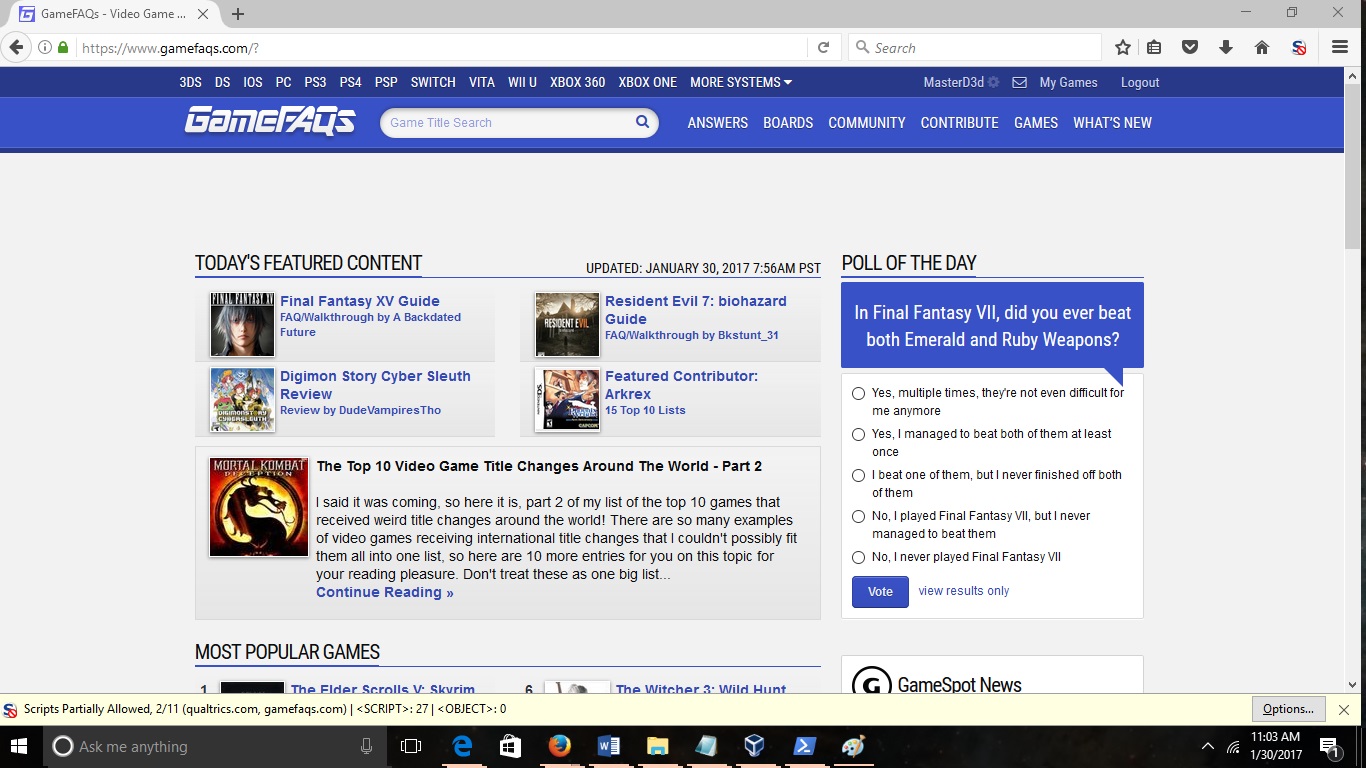 GameFAQs - Video Game ...
https://www.gamefaqs.com/?
Search
3DS DS IOS PC PS3 PS4 PSP SWITCH VITA WII U XBOX 360 XBOX ONE MORE SYSTEMS
MasterD3d My Games Logout
GameFAQs
Game Title Search
ANSWERS BOARDS COMMUNITY CONTRIBUTE GAMES WHAT'S NEW
TODAY'S FEATURED CONTENT
UPDATED: JANUARY 30, 2017 7:56AM PST
FINAL FANTASY XV
Final Fantasy XV Guide
FAQ/Walkthrough by A Backdated
Future
RESIDENT EVIL
Resident Evil 7: biohazard
Guide
FAQ/Walkthrough by Bkstunt_31
DIGIMON STORY
CYBER SLEUTH
Digimon Story Cyber Sleuth
Review
Review by DudeVampiresTho
Featured Contributor:
Arkrex
15 Top 10 Lists
MORTAL KOMBAT
DECEPTION
The Top 10 Video Game Title Changes Around The World - Part 2
I said it was coming, so here it is, part 2 of my list of the top 10 games that
received weird title changes around the world! There are so many examples
of video games receiving international title changes that I couldn't possibly fit
them all into one list, so here are 10 more entries for you on this topic for
your reading pleasure. Don't treat these as one big list...
Continue Reading »
MOST POPULAR GAMES
1 The Elder Scrolls V: Skyrim
6 The Witcher 3: Wild Hunt
POLL OF THE DAY
In Final Fantasy VII, did you ever beat
both Emerald and Ruby Weapons?
Yes, multiple times, they're not even difficult for
me anymore
Yes, I managed to beat both of them at least
once
I beat one of them, but I never finished off both
of them
No, I played Final Fantasy VII, but I never
managed to beat them
No, I never played Final Fantasy VII
Vote view results only
GameSpot News
Scripts Partially Allowed, 2/11 (qualtrics.com, gamefaqs.com) | <SCRIPT>: 27 | <OBJECT>: 0
Options...
Ask me anything
11:03 AM
1/30/2017
1